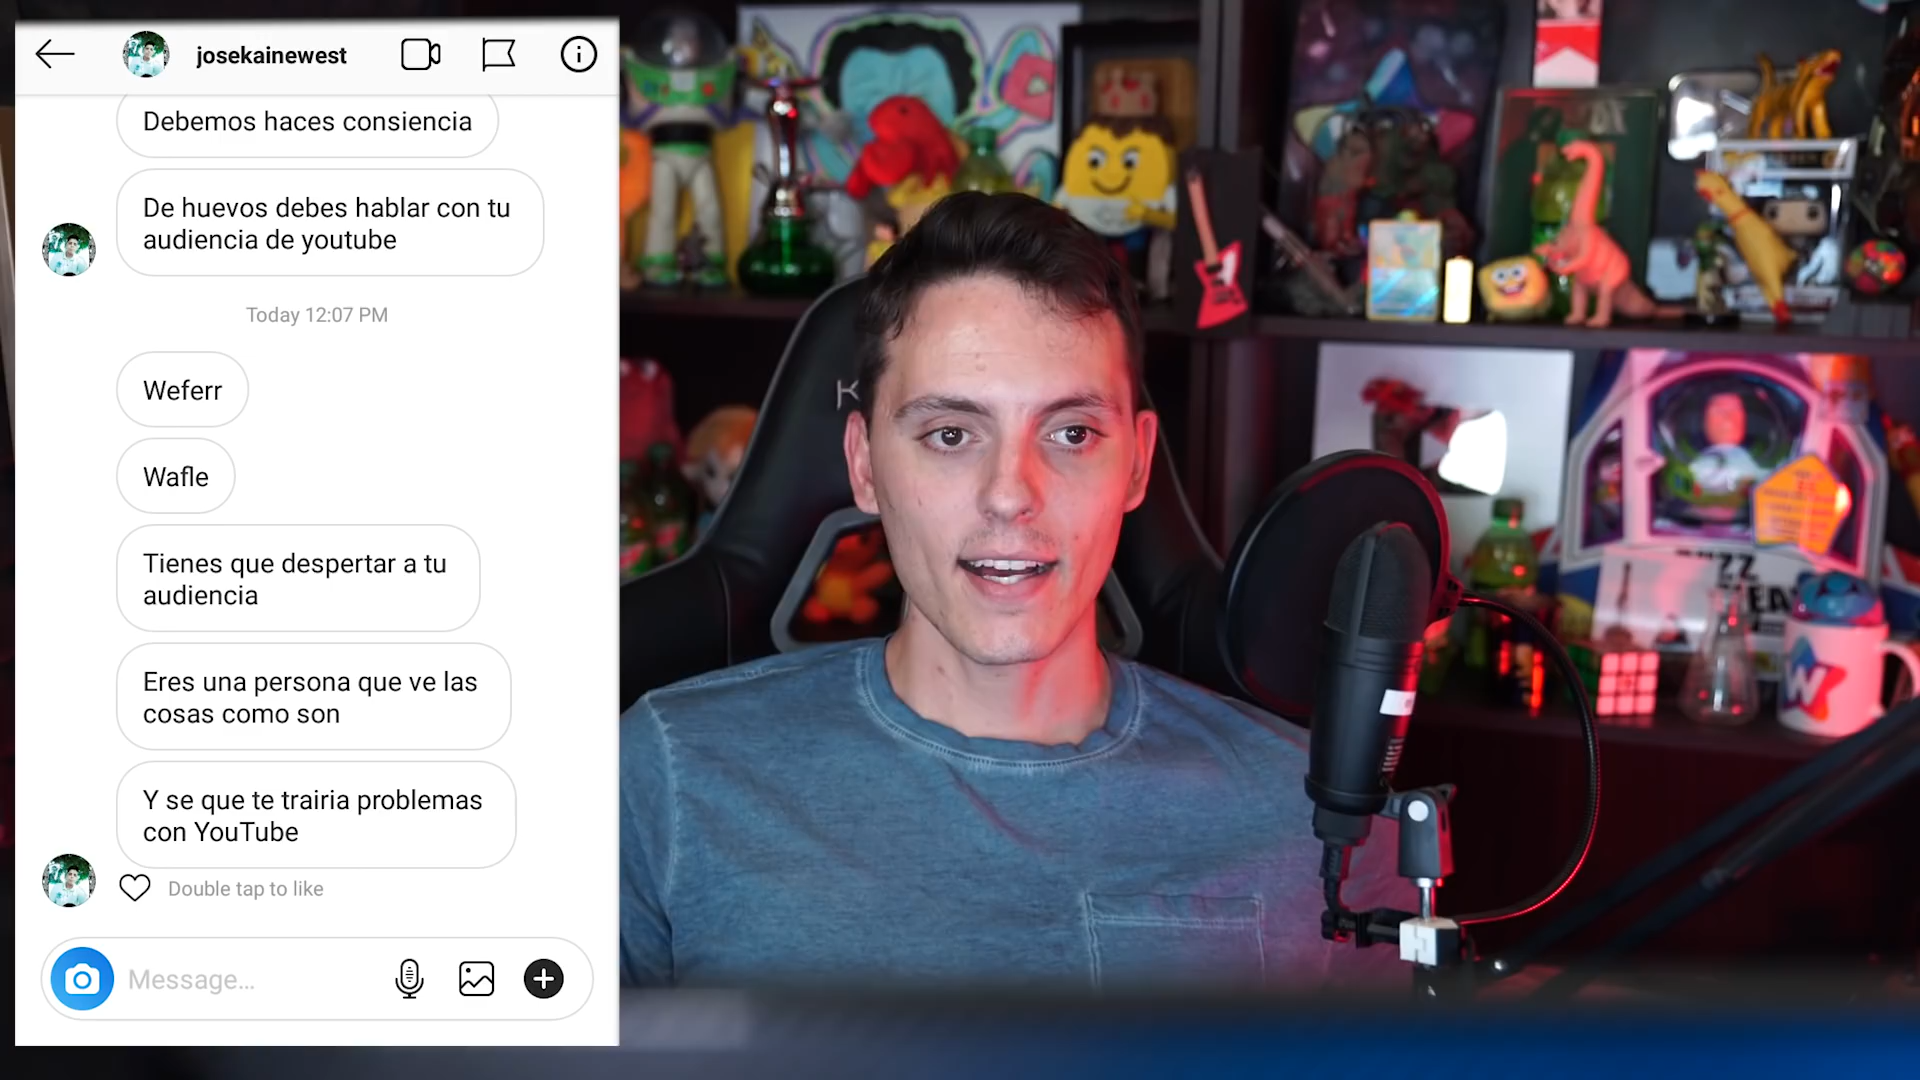 josekainewest
Debemos haces consiencia
De huevos debes hablar con tu
audiencia de youtube
Today 12:07 PM
Weferr
Wafle
Tienes que despertar a tu
audiencia
Eres una persona que ve las
cosas como son
Y se que te trairia problemas
con YouTube
Double tap to like
Message...
K
W